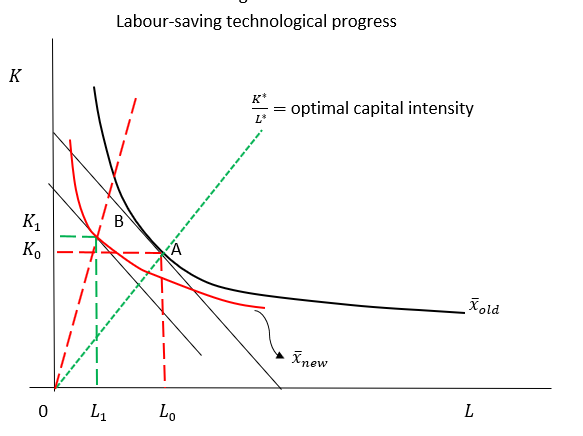 Labour-saving technological progress
K
K*/L* = optimal capital intensity
K₁
B
K₀
A
x̄old
x̄new
0
L₁
L₀
L